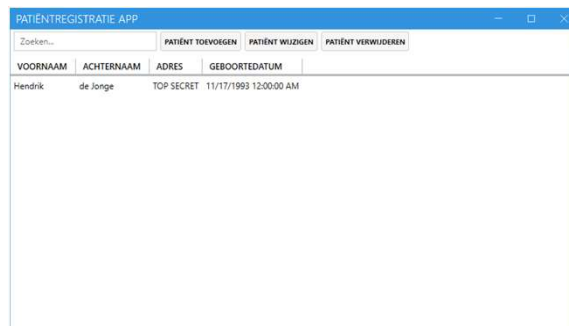 PATIËNTREGISTRATIE APP
Zoeken... PATIËNT TOEVOEGEN PATIËNT WIJZIGEN PATIËNT VERWIJDEREN
VOORNAAM ACHTERNAAM ADRES GEBOORTEDATUM
Hendrik de Jonge TOP SECRET 11/17/1993 12:00:00 AM